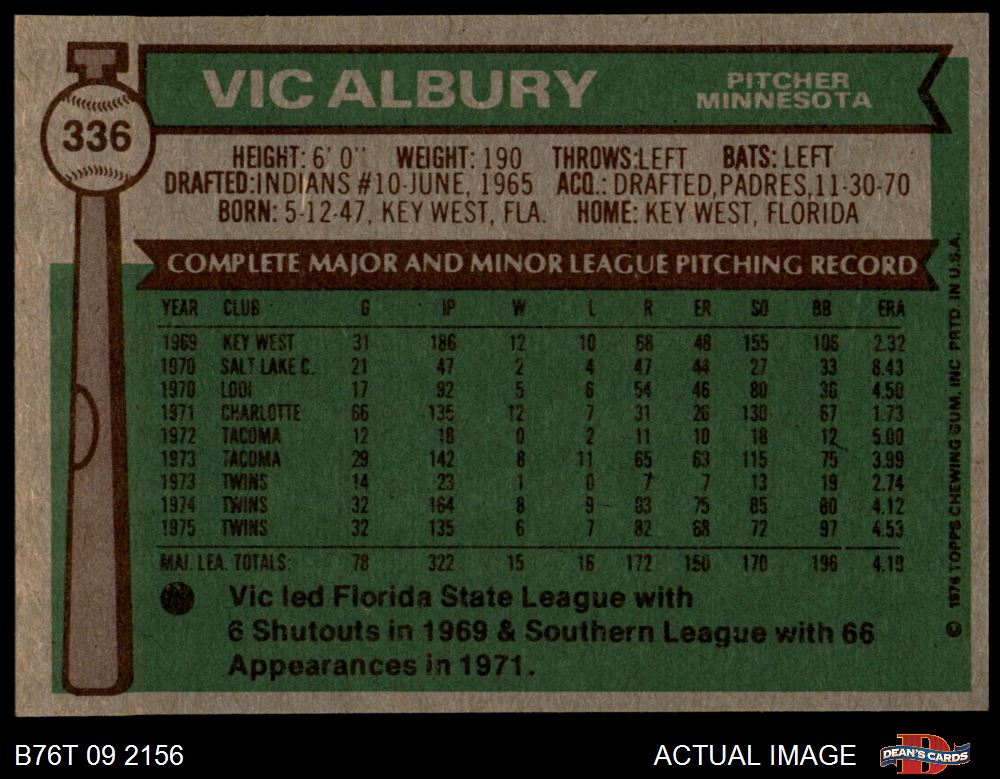 336
VIC ALBURY
PITCHER
MINNESOTA
HEIGHT: 6' 0" WEIGHT: 190 THROWS:LEFT BATS: LEFT
DRAFTED:INDIANS #10-JUNE, 1965 ACQ.: DRAFTED,PADRES,11-30-70
BORN: 5-12-47, KEY WEST, FLA. HOME: KEY WEST, FLORIDA
COMPLETE MAJOR AND MINOR LEAGUE PITCHING RECORD
YEAR CLUB G IP W L R ER SO BB ERA
1969 KEY WEST 31 186 12 10 68 48 155 106 2.32
1970 SALT LAKE C. 21 47 2 4 47 44 27 33 8.43
1970 LODI 17 92 5 6 54 46 80 36 4.50
1971 CHARLOTTE 66 135 12 7 31 26 130 67 1.73
1972 TACOMA 12 18 0 2 11 10 18 12 5.00
1973 TACOMA 29 142 8 11 65 63 115 75 3.99
1973 TWINS 14 23 1 0 7 7 13 19 2.74
1974 TWINS 32 164 8 9 83 75 85 80 4.12
1975 TWINS 32 135 6 7 82 68 72 97 4.53
MAJ. LEA. TOTALS: 78 322 15 16 172 150 170 196 4.19
Vic led Florida State League with
6 Shutouts in 1969 & Southern League with 66
Appearances in 1971.
© 1976 TOPPS CHEWING GUM, INC PRTD. IN U.S.A.
B76T 09 2156
ACTUAL IMAGE
D
DEAN'S CARDS